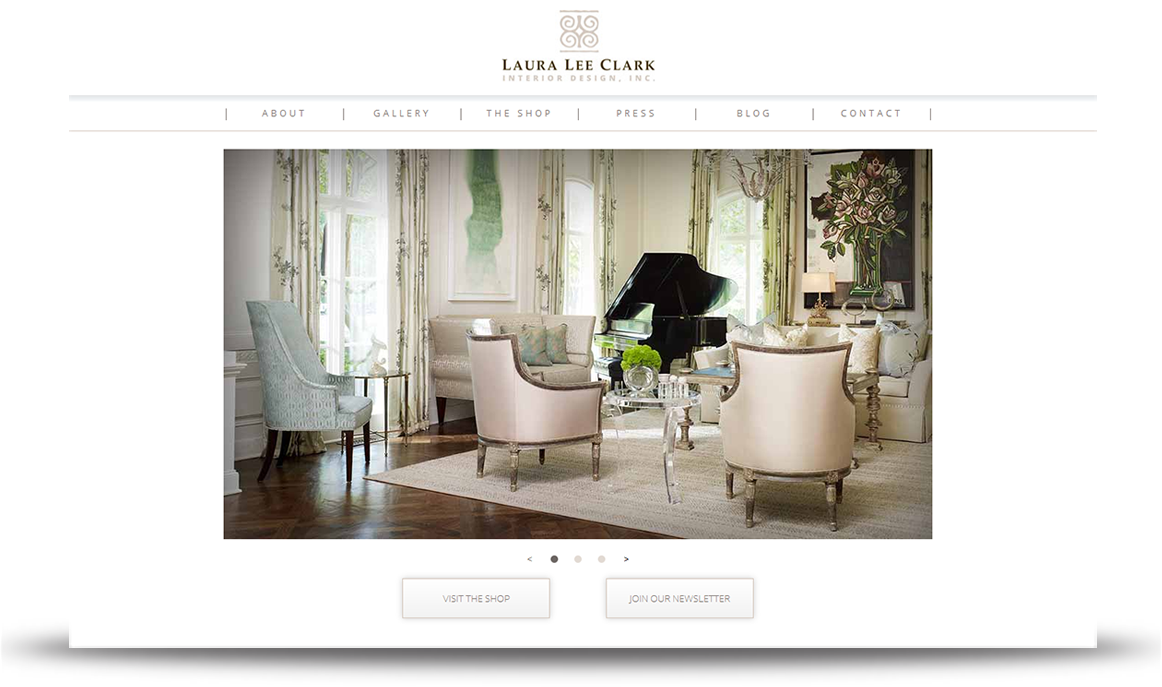 LAURA LEE CLARK
INTERIOR DESIGN, INC.
ABOUT
GALLERY
THE SHOP
PRESS
BLOG
CONTACT
< >
VISIT THE SHOP
JOIN OUR NEWSLETTER